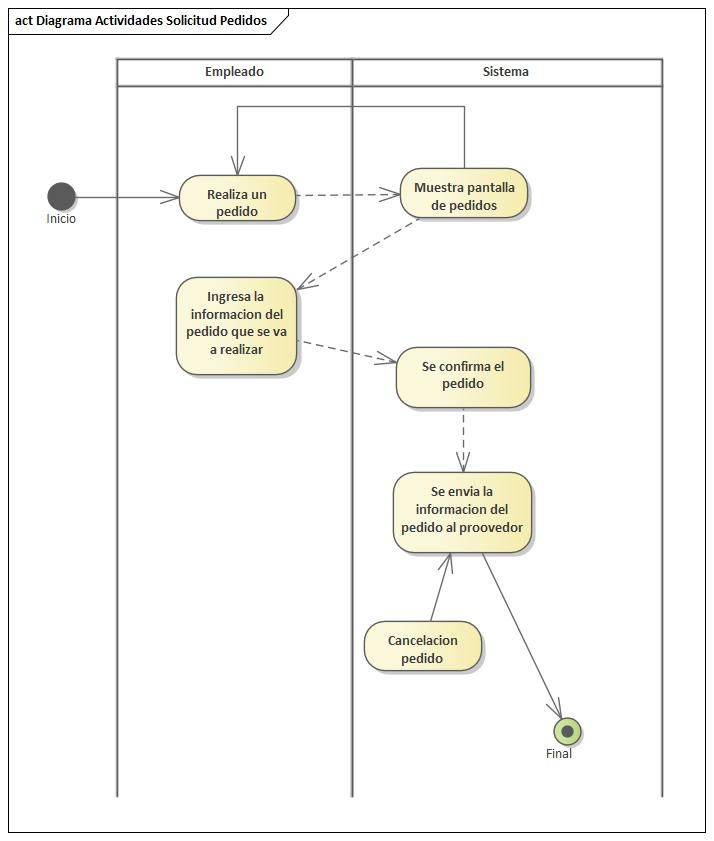 act Diagrama Actividades Solicitud Pedidos
Empleado
Sistema
Inicio
Realiza un
pedido
Muestra pantalla
de pedidos
Ingresa la
informacion del
pedido que se va
a realizar
Se confirma el
pedido
Se envia la
informacion del
pedido al proovedor
Cancelacion
pedido
Final